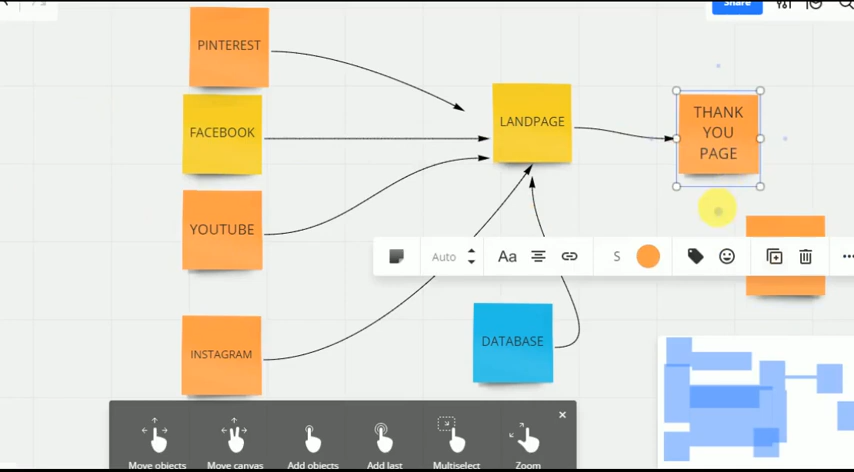 Share
PINTEREST
FACEBOOK
LANDPAGE
THANK
YOU
PAGE
YOUTUBE
Auto
Aa
S
INSTAGRAM
DATABASE
Move objects
Move canvas
Add objects
Add last
Multiselect
Zoom